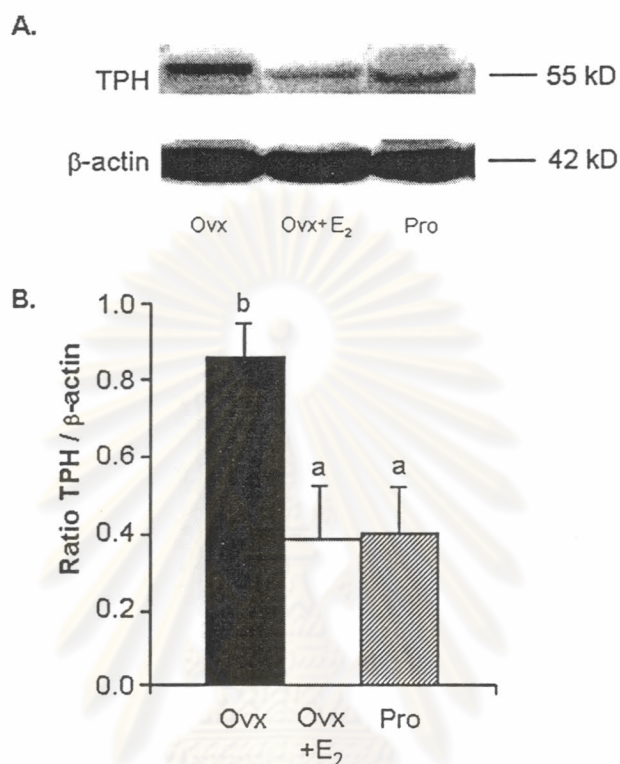 A.
TPH — 55 kD
β-actin — 42 kD
Ovx Ovx+E₂ Pro
B.
Ratio TPH / β-actin
1.0
0.8
0.6
0.4
0.2
0.0
b
a
a
Ovx Ovx +E₂ Pro